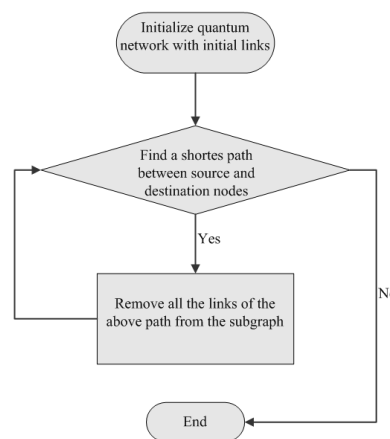 Initialize quantum
network with initial links
Find a shortes path
between source and
destination nodes
Yes
Remove all the links of the
above path from the subgraph
End